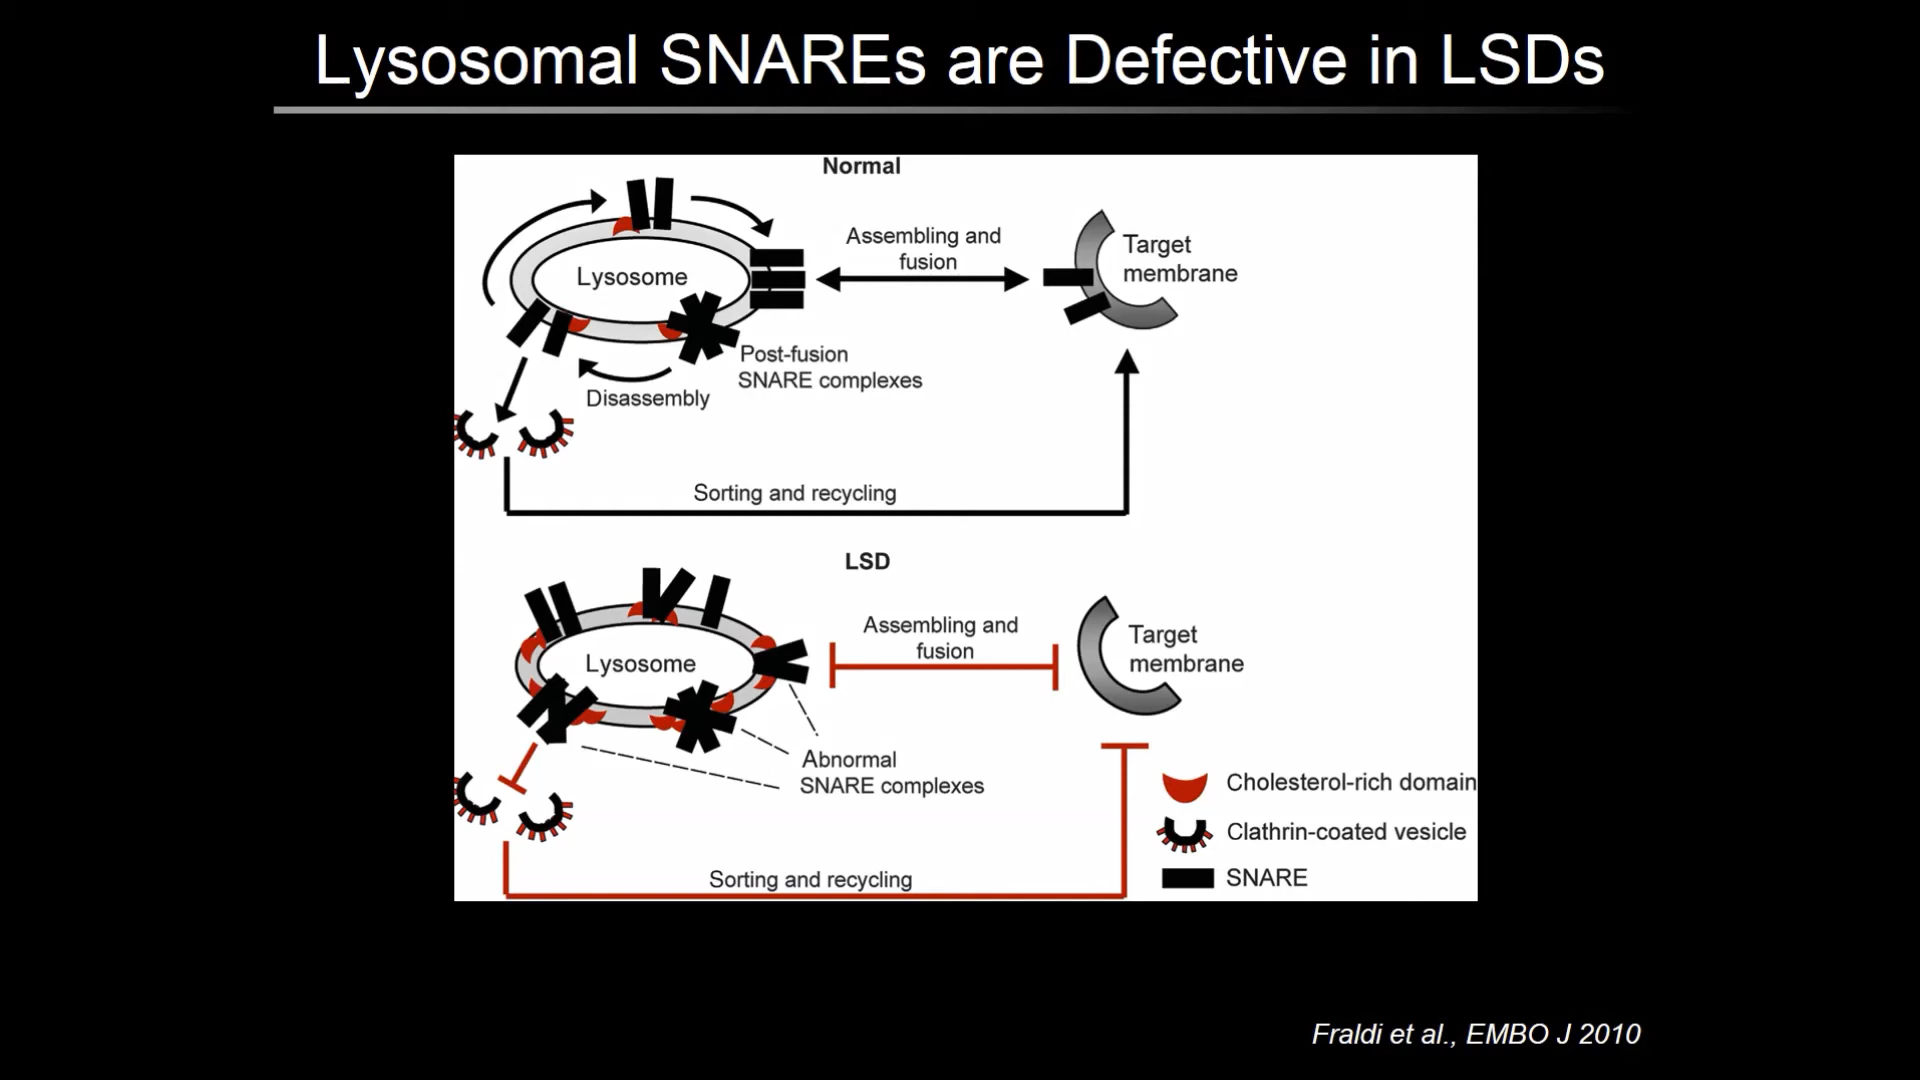 Lysosomal SNAREs are Defective in LSDs
Normal
Lysosome
Assembling and
fusion
Target
membrane
Post-fusion
SNARE complexes
Disassembly
Sorting and recycling
LSD
Lysosome
Assembling and
fusion
Target
membrane
Abnormal
SNARE complexes
Sorting and recycling
Cholesterol-rich domain
Clathrin-coated vesicle
SNARE
Fraldi et al., EMBO J 2010